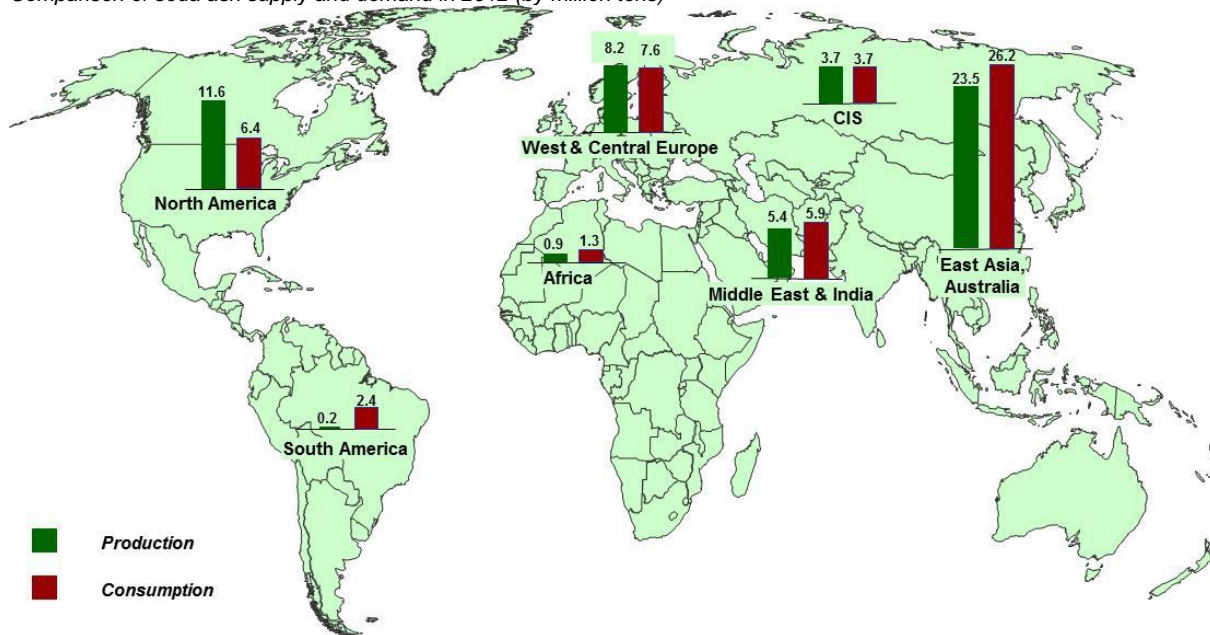 Comparison of soda ash supply and demand in 2012 (by million tons)
8.2 7.6
3.7 3.7
26.2
23.5
11.6
6.4
CIS
West & Central Europe
North America
5.4 5.9
0.9 1.3
Africa
East Asia,
Australia
Middle East & India
0.2 2.4
South America
Production
Consumption